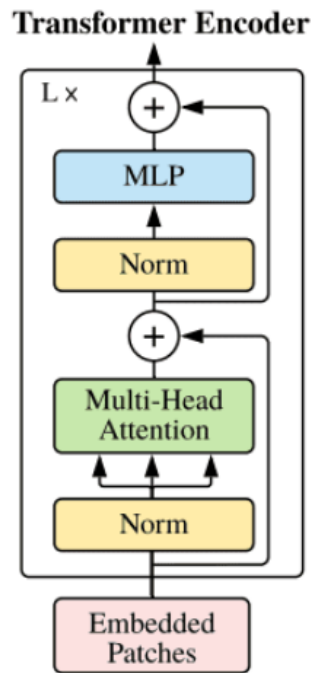 Transformer Encoder
L ×
+
MLP
Norm
+
Multi-Head
Attention
Norm
Embedded
Patches